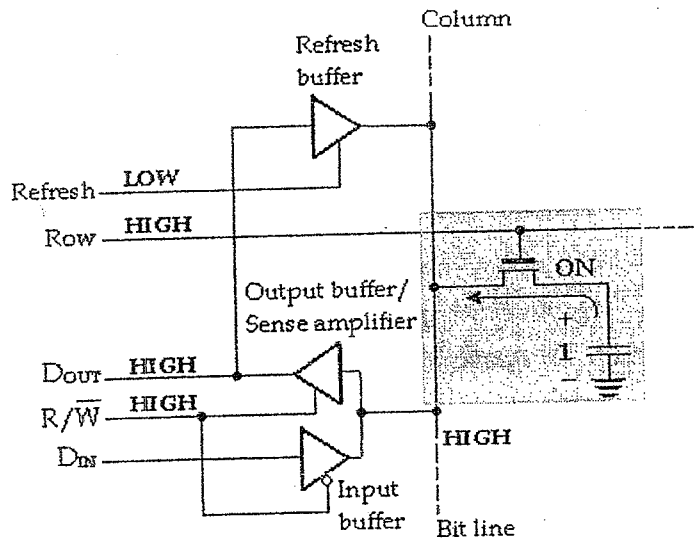 Column
Refresh
buffer
Refresh LOW
Row HIGH
ON
Output buffer/
Sense amplifier
+
1
−
DOUT HIGH
R/W̅ HIGH
HIGH
DIN
Input
buffer
Bit line